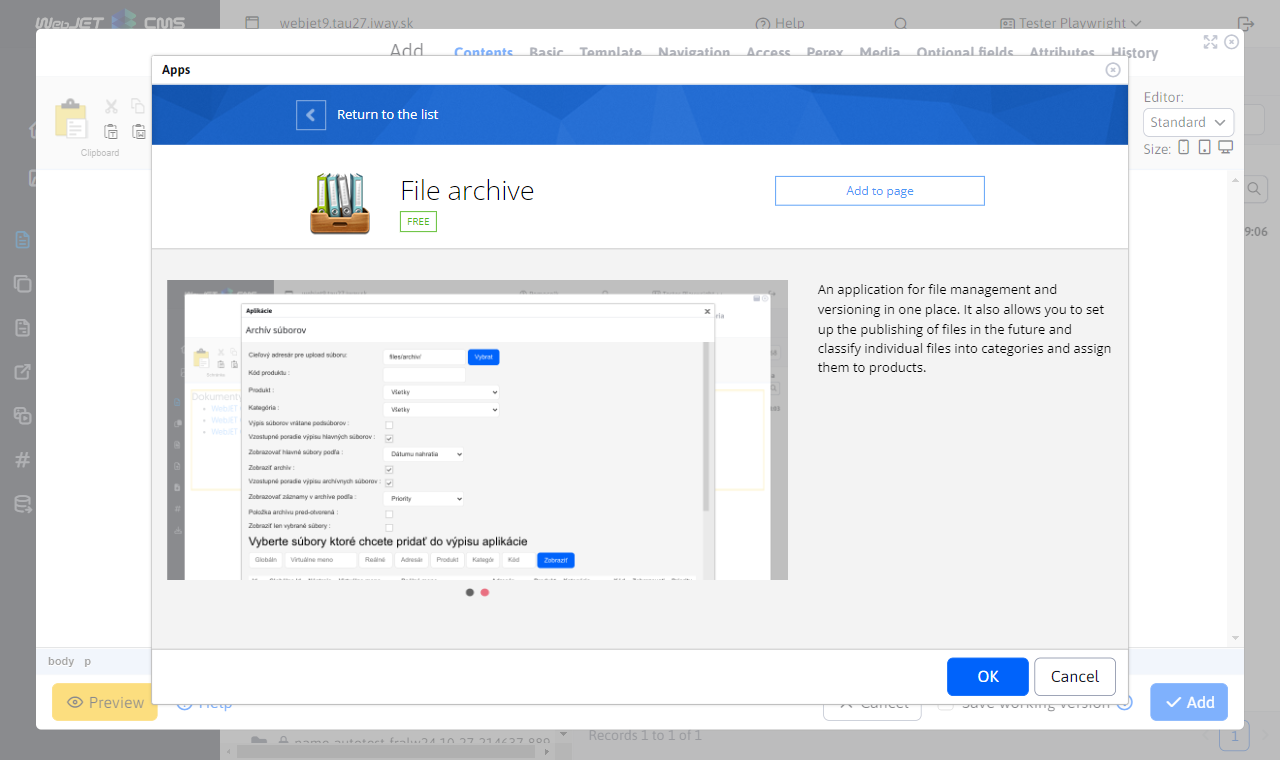 WebJET CMS
webjet9.tau27.iway.sk
Help
Tester Playwright
Add
Contents Basic Template Navigation Access Perex Media Optional fields Attributes History
Apps
Return to the list
File archive
FREE
Add to page
Clipboard
Editor:
Standard
Size:
9:06
Aplikácie
Archív súborov
Cieľový adresár pre upload súboru: files/archiv/ Vybrať
Kód produktu :
Produkt : Všetky
Kategória : Všetky
Výpis súborov vrátane podsúborov :
Vzostupné poradie výpisu hlavných súborov :
Zobrazovať hlavné súbory podľa : Dátumu nahratia
Zobraziť archív :
Vzostupné poradie výpisu archívnych súborov :
Zobrazovať záznamy v archíve podľa : Priority
Položka archívu pred-otvorená :
Zobraziť len vybrané súbory :
Vyberte súbory ktoré chcete pridať do výpisu aplikácie
Globáln Virtuálne meno Reálné Adresár Produkt Kategór Kód Zobraziť
An application for file management and
versioning in one place. It also allows you to set
up the publishing of files in the future and
classify individual files into categories and assign
them to products.
body p
OK
Cancel
Preview
Help
Cancel
Save working version
Add
name-autotest-fralw24.10.27-214637-889
Records 1 to 1 of 1
1